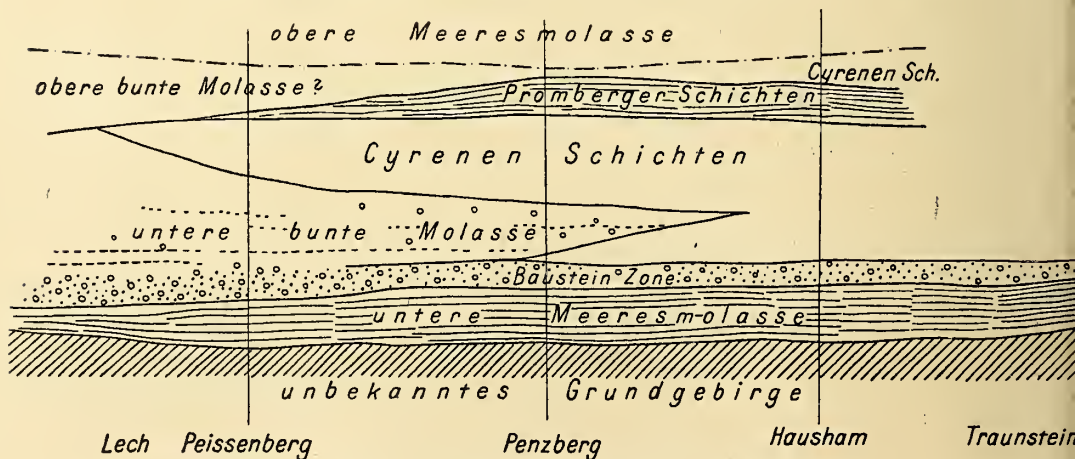 obere Meeresmolasse
Cyrenen Sch.
obere bunte Molasse?
Promberger-Schichten
Cyrenen Schichten
untere bunte Molasse
Baustein Zone
untere Meeresmolasse
unbekanntes Grundgebirge
Lech Peissenberg Penzberg Hausham Traunstein